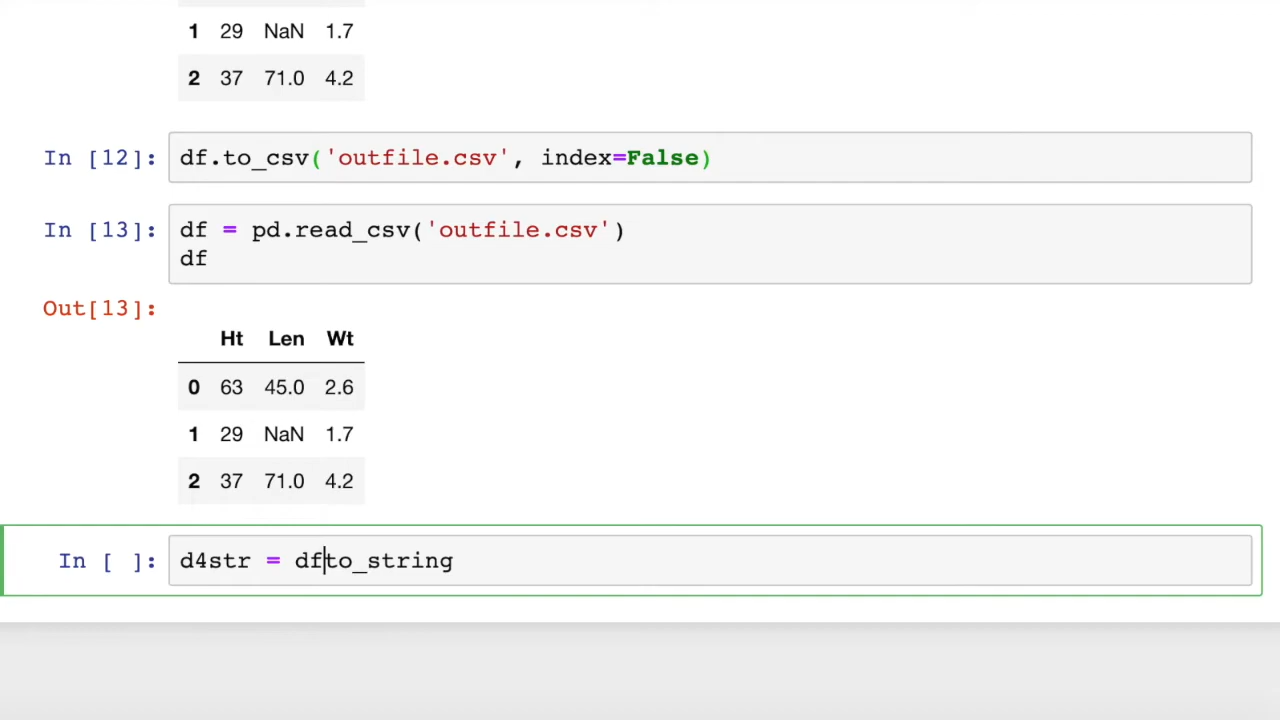 1 29 NaN 1.7
2 37 71.0 4.2
In [12]: df.to_csv('outfile.csv', index=False)
In [13]: df = pd.read_csv('outfile.csv')
df
Out[13]:
Ht Len Wt
0 63 45.0 2.6
1 29 NaN 1.7
2 37 71.0 4.2
In [ ]: d4str = dfto_string